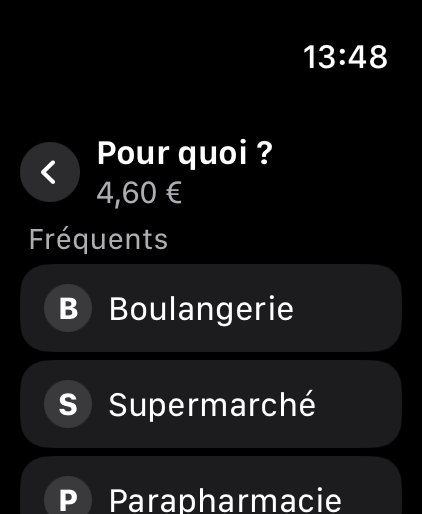 13:48
Pour quoi ?
4,60 €
Fréquents
B Boulangerie
S Supermarché
P Parapharmacie